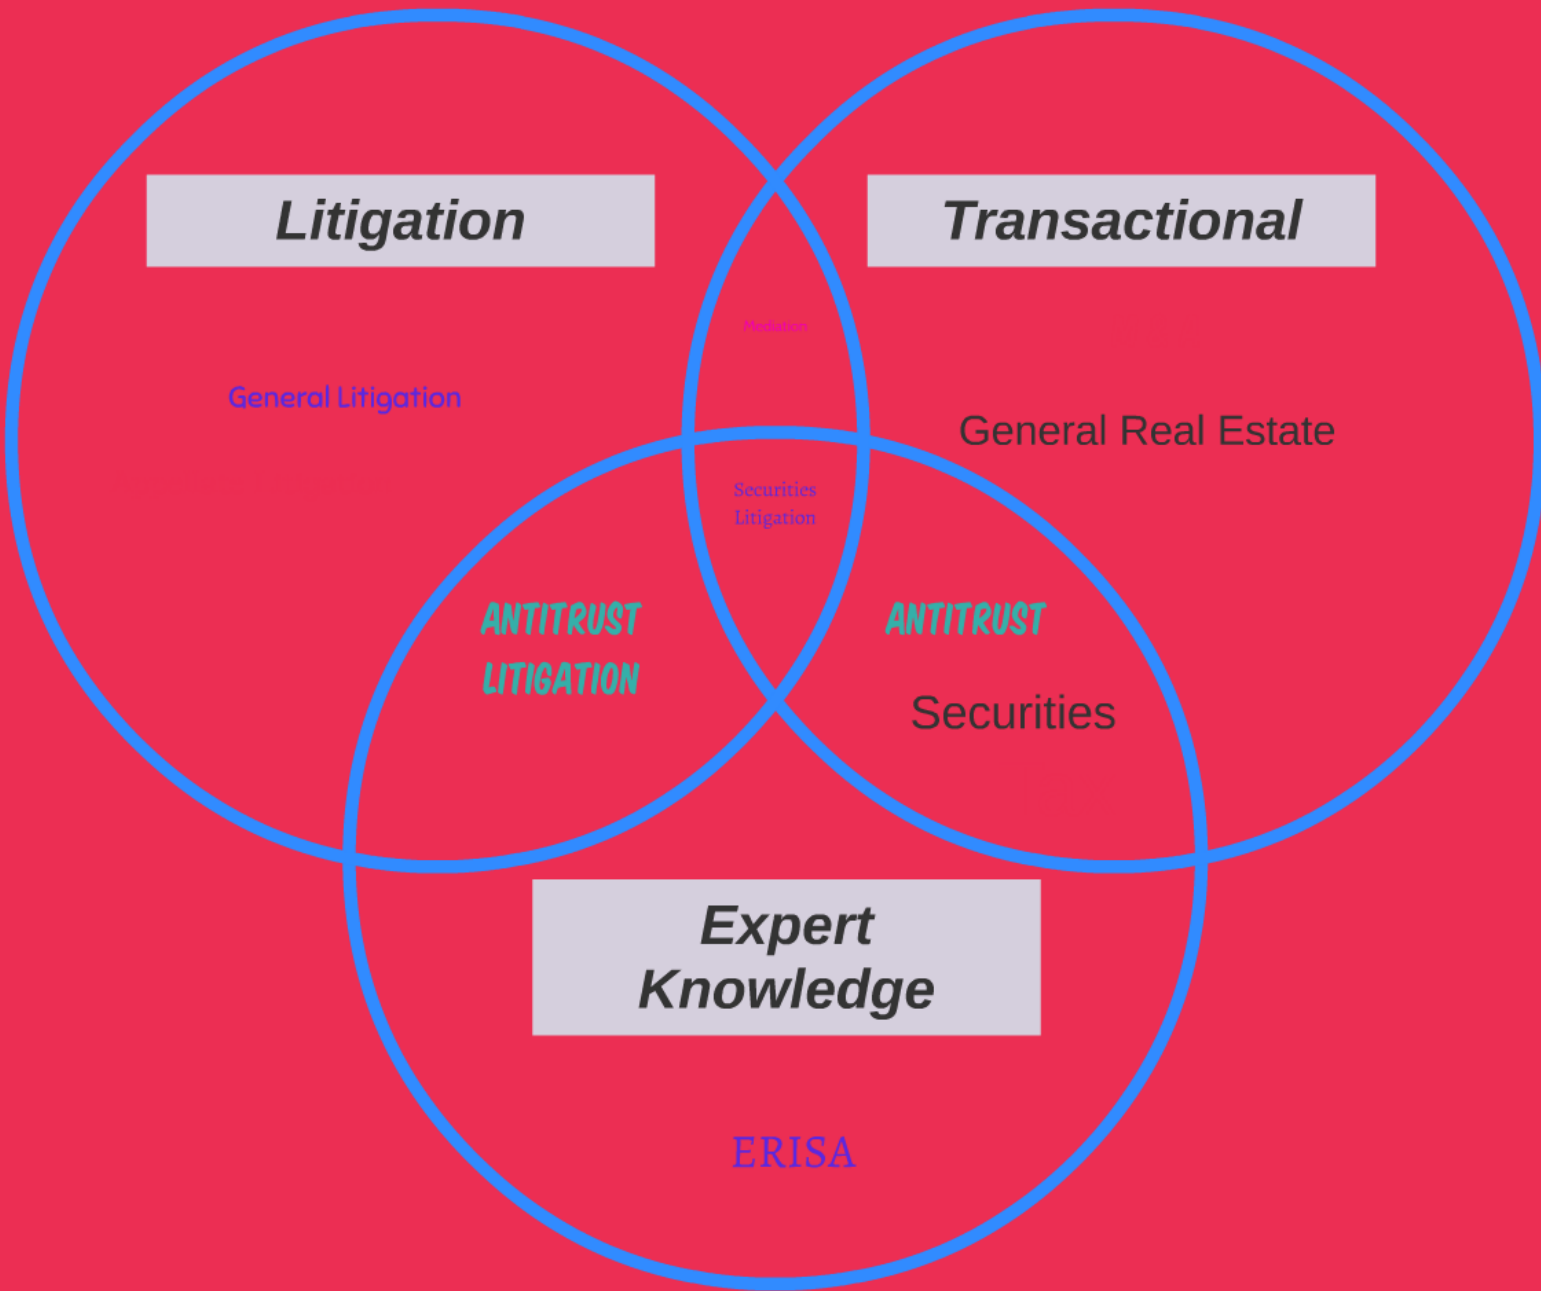 Litigation
Transactional
Mediation
General Litigation
General Real Estate
Securities
Litigation
ANTITRUST
LITIGATION
ANTITRUST
Securities
Expert
Knowledge
ERISA